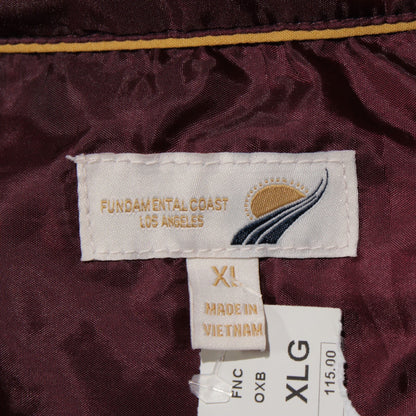 FUNDAMENTAL COAST
LOS ANGELES
XL
MADE IN
VIETNAM
FNC
OXB
XLG
115.00